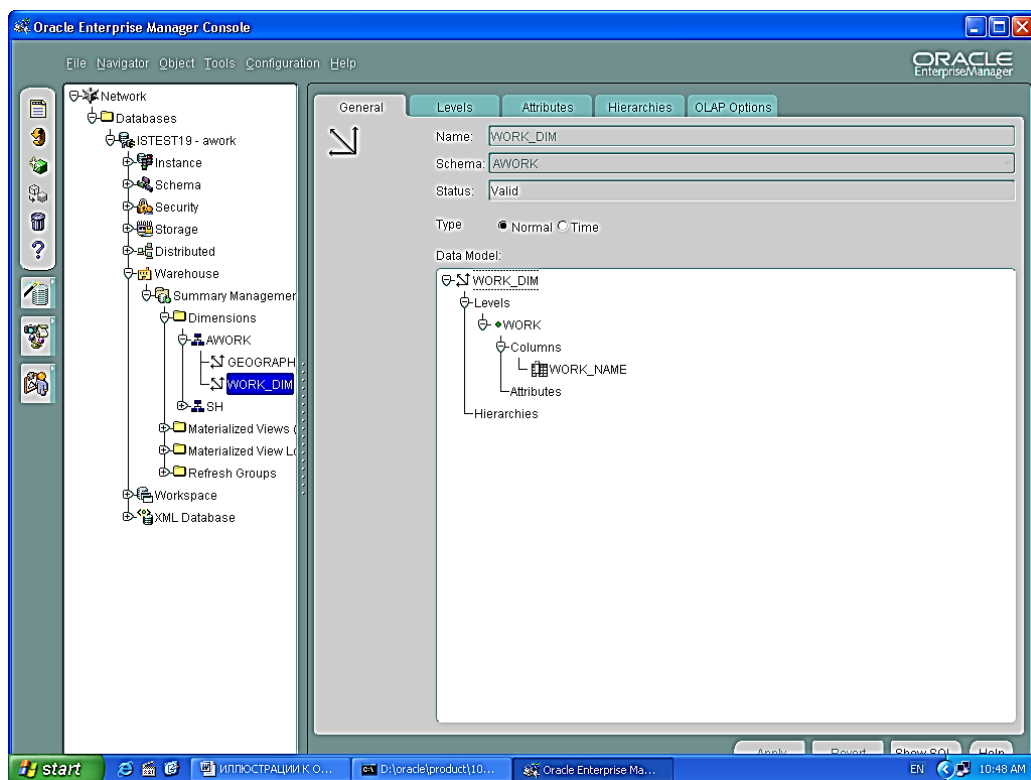 Oracle Enterprise Manager Console
File Navigator Object Tools Configuration Help
ORACLE
EnterpriseManager
Network
Databases
ISTEST19 - awork
Instance
Schema
Security
Storage
Distributed
Warehouse
Summary Managemer
Dimensions
AWORK
GEOGRAPH
WORK_DIM
SH
Materialized Views (
Materialized View Lo
Refresh Groups
Workspace
XML Database
General Levels Attributes Hierarchies OLAP Options
Name: WORK_DIM
Schema: AWORK
Status: Valid
Type Normal Time
Data Model:
WORK_DIM
Levels
WORK
Columns
WORK_NAME
Attributes
Hierarchies
Apply Revert Show SQL Help
start ИЛЛЮСТРАЦИИ К О... D:\oracle\product\10... Oracle Enterprise Ma... EN 10:48 AM